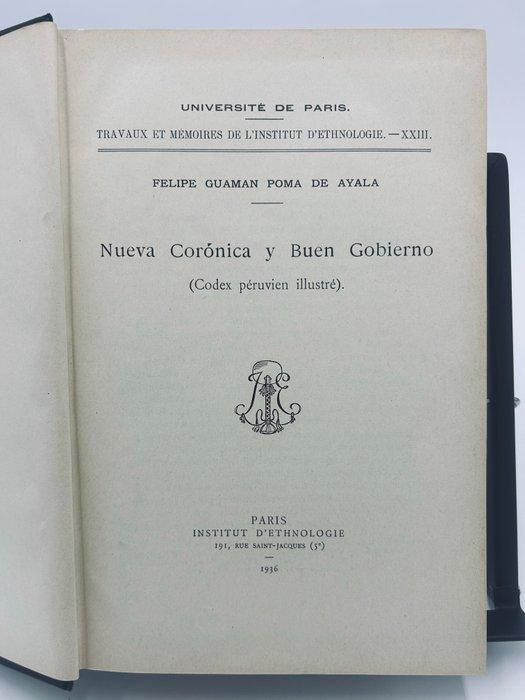 UNIVERSITÉ DE PARIS.
TRAVAUX ET MÉMOIRES DE L'INSTITUT D'ETHNOLOGIE. — XXIII.
FELIPE GUAMAN POMA DE AYALA
Nueva Corónica y Buen Gobierno
(Codex péruvien illustré).
PARIS
INSTITUT D'ETHNOLOGIE
191, RUE SAINT-JACQUES (5e)
1936